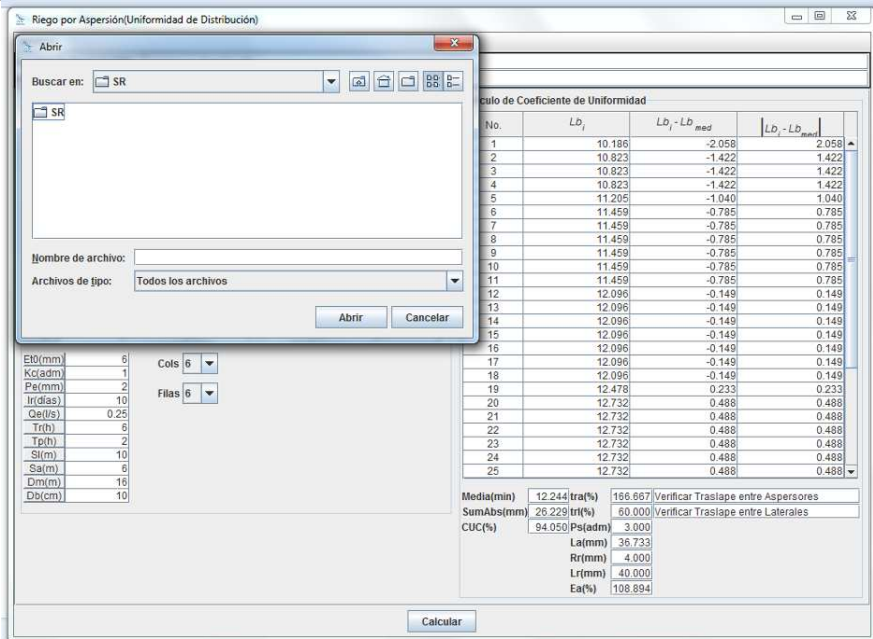 Riego por Aspersión(Uniformidad de Distribución)
Abrir
Buscar en: SR
SR
Nombre de archivo:
Archivos de tipo: Todos los archivos
Abrir Cancelar
culo de Coeficiente de Uniformidad
No. Lb i Lb i - Lb med |Lb i - Lb med|
1 10.186 -2.058 2.058
2 10.823 -1.422 1.422
3 10.823 -1.422 1.422
4 10.823 -1.422 1.422
5 11.205 -1.040 1.040
6 11.459 -0.785 0.785
7 11.459 -0.785 0.785
8 11.459 -0.785 0.785
9 11.459 -0.785 0.785
10 11.459 -0.785 0.785
11 11.459 -0.785 0.785
12 12.096 -0.149 0.149
13 12.096 -0.149 0.149
14 12.096 -0.149 0.149
15 12.096 -0.149 0.149
16 12.096 -0.149 0.149
17 12.096 -0.149 0.149
18 12.096 -0.149 0.149
19 12.478 0.233 0.233
20 12.732 0.488 0.488
21 12.732 0.488 0.488
22 12.732 0.488 0.488
23 12.732 0.488 0.488
24 12.732 0.488 0.488
25 12.732 0.488 0.488
Et0(mm) 6
Kc(adm) 1
Pe(mm) 2
Ir(días) 10
Qe(l/s) 0.25
Tr(h) 6
Tp(h) 2
Sl(m) 10
Sa(m) 6
Dm(m) 16
Db(cm) 10
Cols 6
Filas 6
Media(min) 12.244 tra(%) 166.667 Verificar Traslape entre Aspersores
SumAbs(mm) 26.229 trl(%) 60.000 Verificar Traslape entre Laterales
CUC(%) 94.050 Ps(adm) 3.000
La(mm) 36.733
Rr(mm) 4.000
Lr(mm) 40.000
Ea(%) 108.894
Calcular